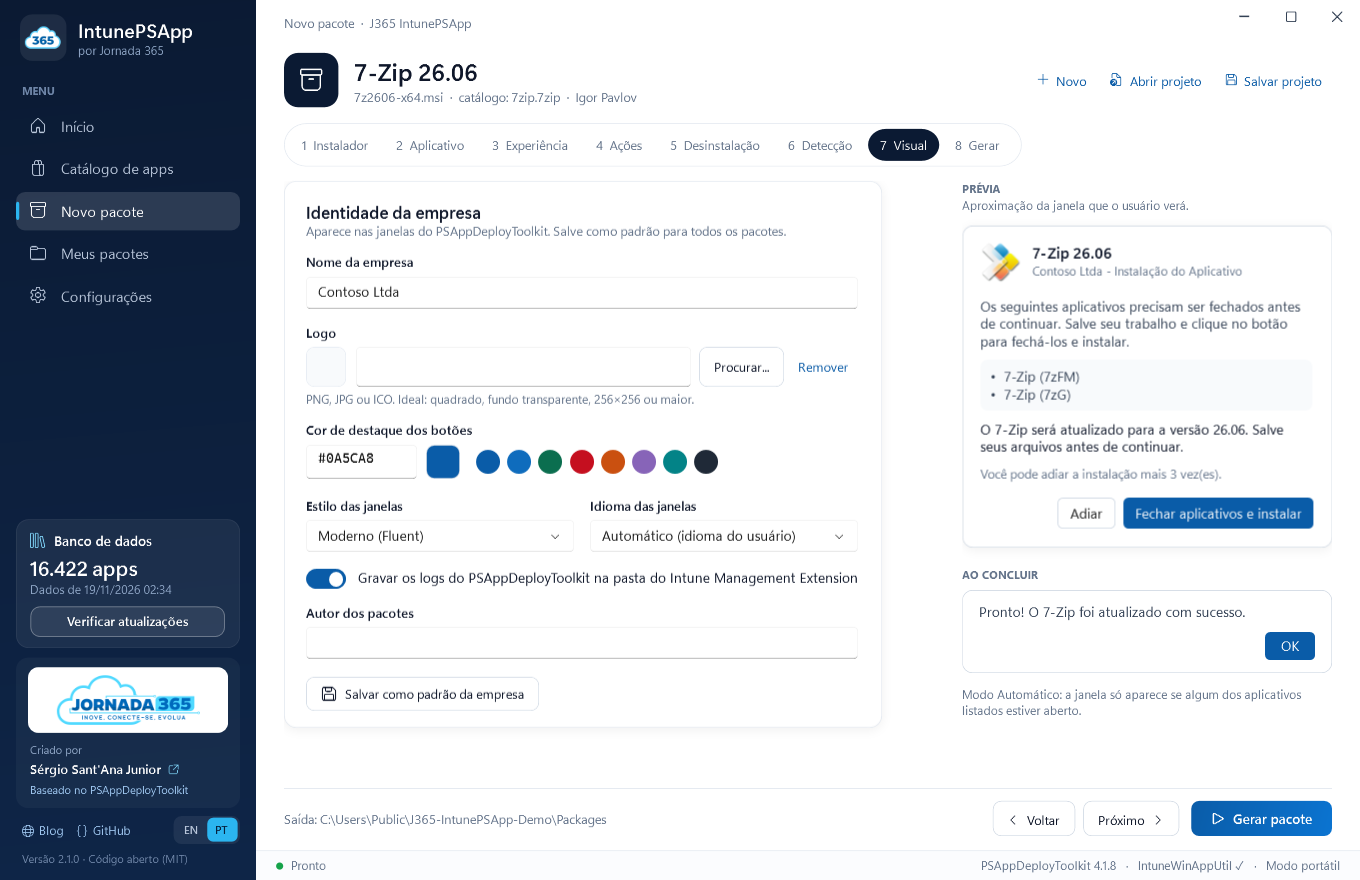 365
IntunePSApp
por Jornada 365
MENU
Início
Catálogo de apps
Novo pacote
Meus pacotes
Configurações
Banco de dados
16.422 apps
Dados de 19/11/2026 02:34
Verificar atualizações
JORNADA 365
INOVE. CONECTE-SE. EVOLUA
Criado por
Sérgio Sant'Ana Junior
Baseado no PSAppDeployToolkit
Blog
{ } GitHub
EN
PT
Versão 2.1.0 · Código aberto (MIT)
Novo pacote · J365 IntunePSApp
7-Zip 26.06
7z2606-x64.msi · catálogo: 7zip.7zip · Igor Pavlov
Novo
Abrir projeto
Salvar projeto
1 Instalador
2 Aplicativo
3 Experiência
4 Ações
5 Desinstalação
6 Detecção
7 Visual
8 Gerar
Identidade da empresa
Aparece nas janelas do PSAppDeployToolkit. Salve como padrão para todos os pacotes.
Nome da empresa
Contoso Ltda
Logo
Procurar...
Remover
PNG, JPG ou ICO. Ideal: quadrado, fundo transparente, 256×256 ou maior.
Cor de destaque dos botões
#0A5CA8
Estilo das janelas
Idioma das janelas
Moderno (Fluent)
Automático (idioma do usuário)
Gravar os logs do PSAppDeployToolkit na pasta do Intune Management Extension
Autor dos pacotes
Salvar como padrão da empresa
PRÉVIA
Aproximação da janela que o usuário verá.
7-Zip 26.06
Contoso Ltda - Instalação do Aplicativo
Os seguintes aplicativos precisam ser fechados antes
de continuar. Salve seu trabalho e clique no botão
para fechá-los e instalar.
• 7-Zip (7zFM)
• 7-Zip (7zG)
O 7-Zip será atualizado para a versão 26.06. Salve
seus arquivos antes de continuar.
Você pode adiar a instalação mais 3 vez(es).
Adiar
Fechar aplicativos e instalar
AO CONCLUIR
Pronto! O 7-Zip foi atualizado com sucesso.
OK
Modo Automático: a janela só aparece se algum dos aplicativos
listados estiver aberto.
Saída: C:\Users\Public\J365-IntunePSApp-Demo\Packages
Voltar
Próximo
Gerar pacote
Pronto
PSAppDeployToolkit 4.1.8 · IntuneWinAppUtil ✓ · Modo portátil